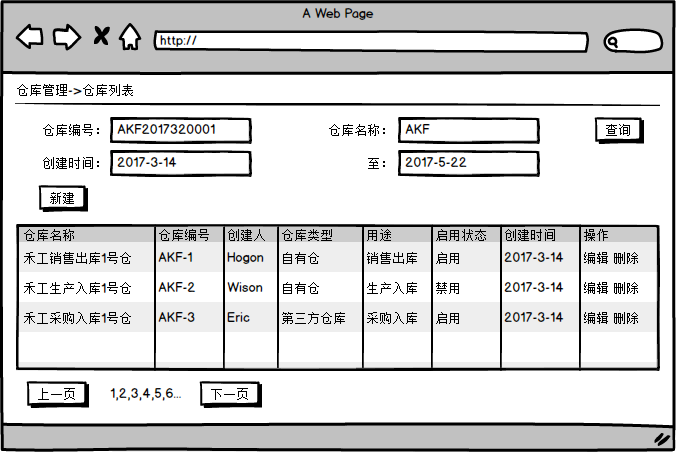 A Web Page
http://
仓库管理->仓库列表
仓库编号： AKF2017320001 仓库名称： AKF 查询
创建时间： 2017-3-14 至： 2017-5-22
新建
仓库名称 仓库编号 创建人 仓库类型 用途 启用状态 创建时间 操作
禾工销售出库1号仓 AKF-1 Hogon 自有仓 销售出库 启用 2017-3-14 编辑 删除
禾工生产入库1号仓 AKF-2 Wison 自有仓 生产入库 禁用 2017-3-14 编辑 删除
禾工采购入库1号仓 AKF-3 Eric 第三方仓库 采购入库 启用 2017-3-14 编辑 删除
上一页 1,2,3,4,5,6... 下一页